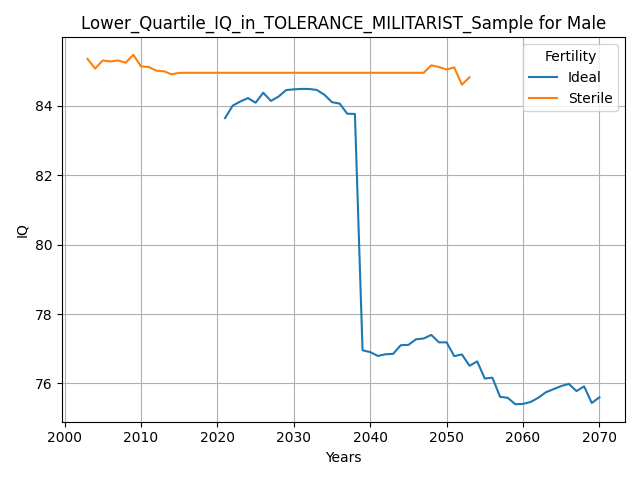 Lower_Quartile_IQ_in_TOLERANCE_MILITARIST_Sample for Male
Fertility
Ideal
Sterile
IQ
84
82
80
78
76
2000
2010
2020
2030
2040
2050
2060
2070
Years